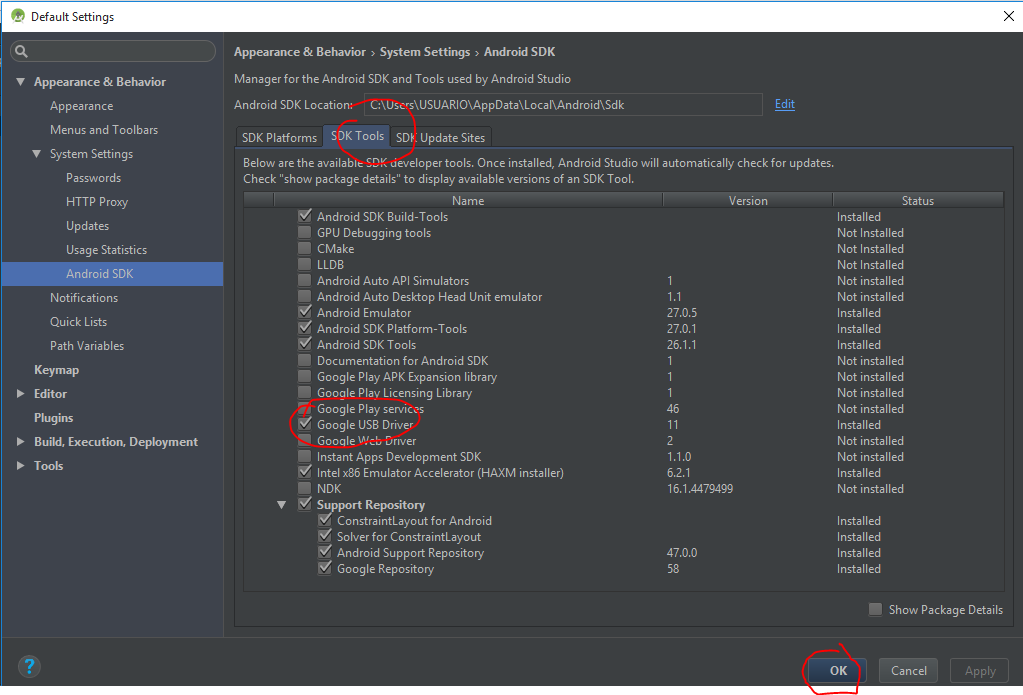 Default Settings
Appearance & Behavior › System Settings › Android SDK
Manager for the Android SDK and Tools used by Android Studio
Android SDK Location: C:\Users\USUARIO\AppData\Local\Android\Sdk Edit
Appearance & Behavior
Appearance
Menus and Toolbars
System Settings
Passwords
HTTP Proxy
Updates
Usage Statistics
Android SDK
Notifications
Quick Lists
Path Variables
Keymap
Editor
Plugins
Build, Execution, Deployment
Tools
SDK Platforms SDK Tools SDK Update Sites
Below are the available SDK developer tools. Once installed, Android Studio will automatically check for updates.
Check "show package details" to display available versions of an SDK Tool.
Name Version Status
Android SDK Build-Tools Installed
GPU Debugging tools Not Installed
CMake Not Installed
LLDB Not Installed
Android Auto API Simulators 1 Not installed
Android Auto Desktop Head Unit emulator 1.1 Not installed
Android Emulator 27.0.5 Installed
Android SDK Platform-Tools 27.0.1 Installed
Android SDK Tools 26.1.1 Installed
Documentation for Android SDK 1 Not installed
Google Play APK Expansion library 1 Not installed
Google Play Licensing Library 1 Not installed
Google Play services 46 Not installed
Google USB Driver 11 Installed
Google Web Driver 2 Not installed
Instant Apps Development SDK 1.1.0 Not installed
Intel x86 Emulator Accelerator (HAXM installer) 6.2.1 Installed
NDK 16.1.4479499 Not installed
Support Repository
ConstraintLayout for Android Installed
Solver for ConstraintLayout Installed
Android Support Repository 47.0.0 Installed
Google Repository 58 Installed
Show Package Details
? OK Cancel Apply